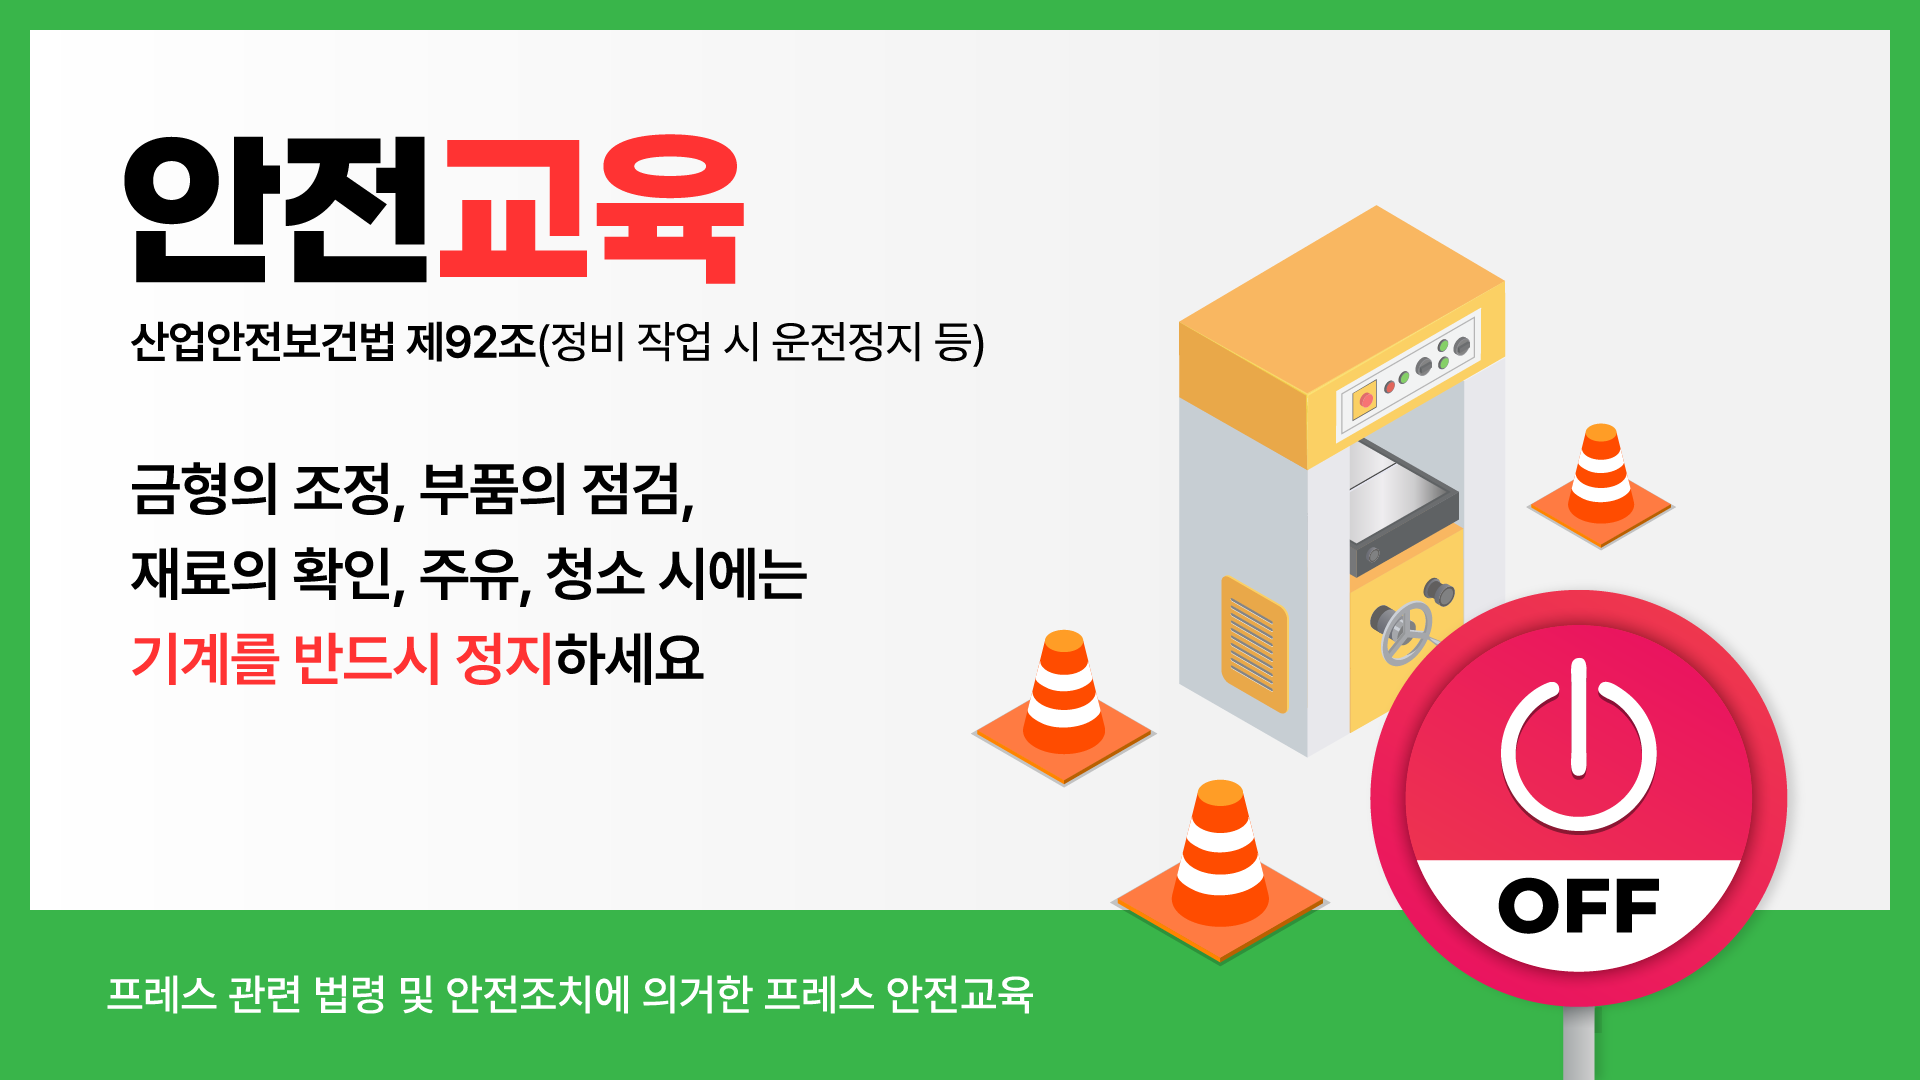 안전교육
산업안전보건법 제92조(정비 작업 시 운전정지 등)
금형의 조정, 부품의 점검,
재료의 확인, 주유, 청소 시에는
기계를 반드시 정지하세요
OFF
프레스 관련 법령 및 안전조치에 의거한 프레스 안전교육